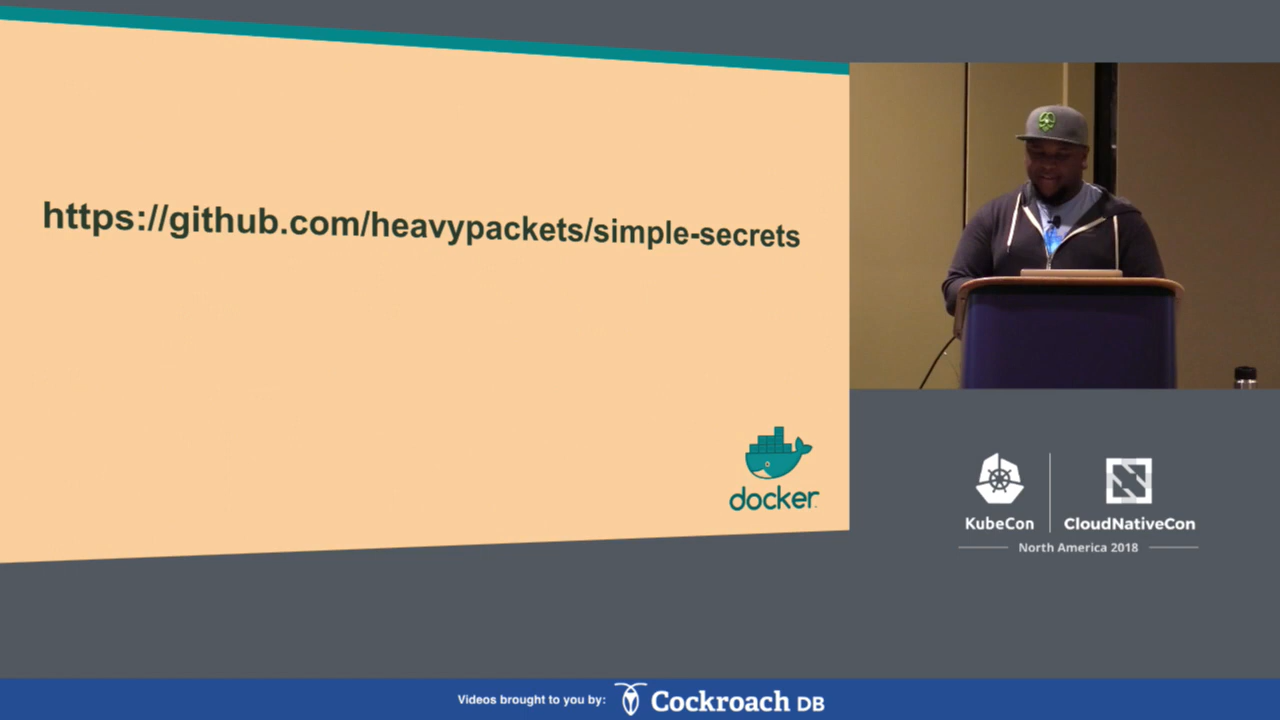 https://github.com/heavypackets/simple-secrets
docker
KubeCon
CloudNativeCon
North America 2018
Videos brought to you by:
Cockroach DB